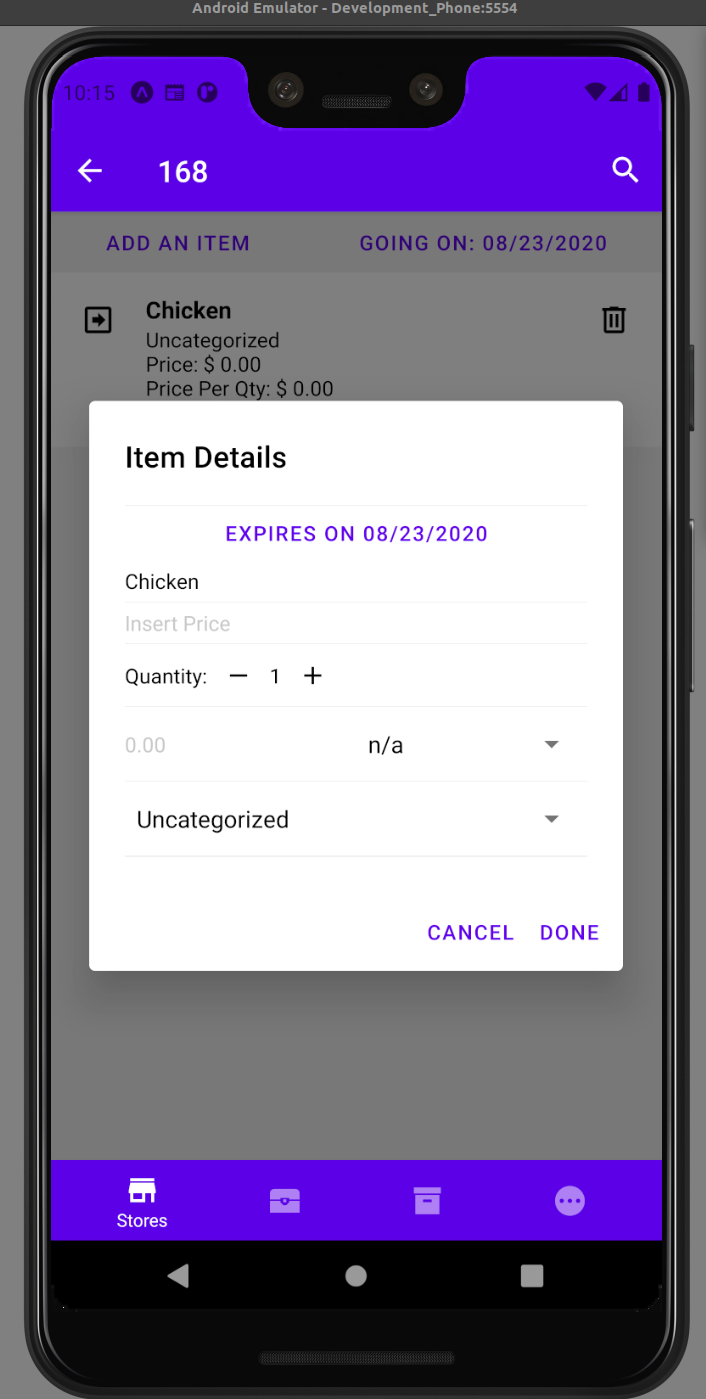 Android Emulator - Development_Phone:5554
10:15
168
ADD AN ITEM GOING ON: 08/23/2020
Chicken
Uncategorized
Price: $ 0.00
Price Per Qty: $ 0.00
Item Details
EXPIRES ON 08/23/2020
Chicken
Insert Price
Quantity: 1
0.00 n/a
Uncategorized
CANCEL DONE
Stores